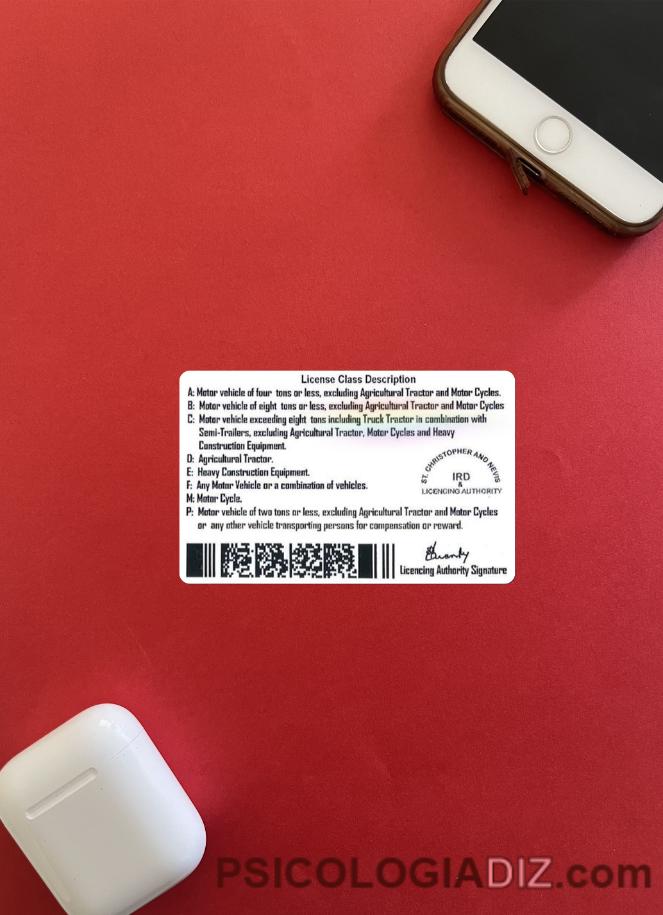 License Class Description
A: Motor vehicle of four tons or less, excluding Agricultural Tractor and Motor Cycles.
B: Motor vehicle of eight tons or less, excluding Agricultural Tractor and Motor Cycles
C: Motor vehicle exceeding eight tons including Truck Tractor in combination with
Semi-Trailers, excluding Agricultural Tractor, Motor Cycles and Heavy
Construction Equipment.
D: Agricultural Tractor.
E: Heavy Construction Equipment.
F: Any Motor Vehicle or a combination of vehicles.
M: Motor Cycle.
P: Motor vehicle of two tons or less, excluding Agricultural Tractor and Motor Cycles
or any other vehicle transporting persons for compensation or reward.
ST. CHRISTOPHER AND NEVIS
IRD
&
LICENCING AUTHORITY
Licencing Authority Signature
PSICOLOGIADIZ.com